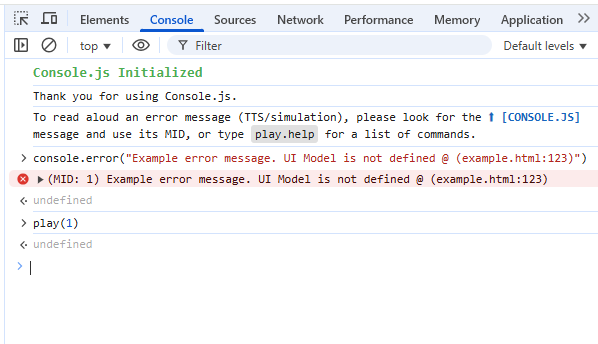 Elements Console Sources Network Performance Memory Application
top Filter Default levels
Console.js Initialized
Thank you for using Console.js.
To read aloud an error message (TTS/simulation), please look for the ⬆ [CONSOLE.JS]
message and use its MID, or type play.help for a list of commands.
console.error("Example error message. UI Model is not defined @ (example.html:123)")
(MID: 1) Example error message. UI Model is not defined @ (example.html:123)
undefined
play(1)
undefined